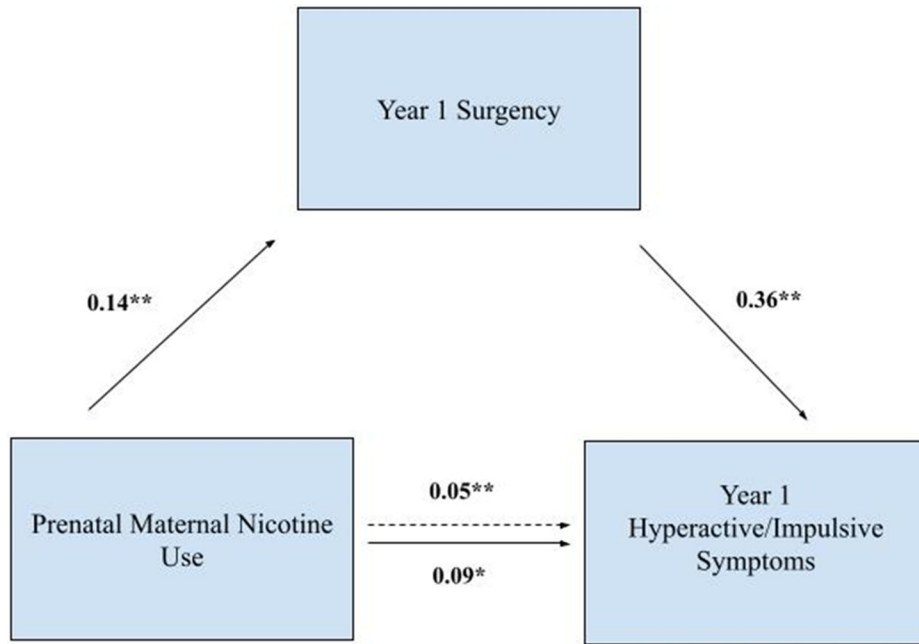 Year 1 Surgency
0.14**
0.36**
Prenatal Maternal Nicotine
Use
0.05**
0.09*
Year 1
Hyperactive/Impulsive
Symptoms